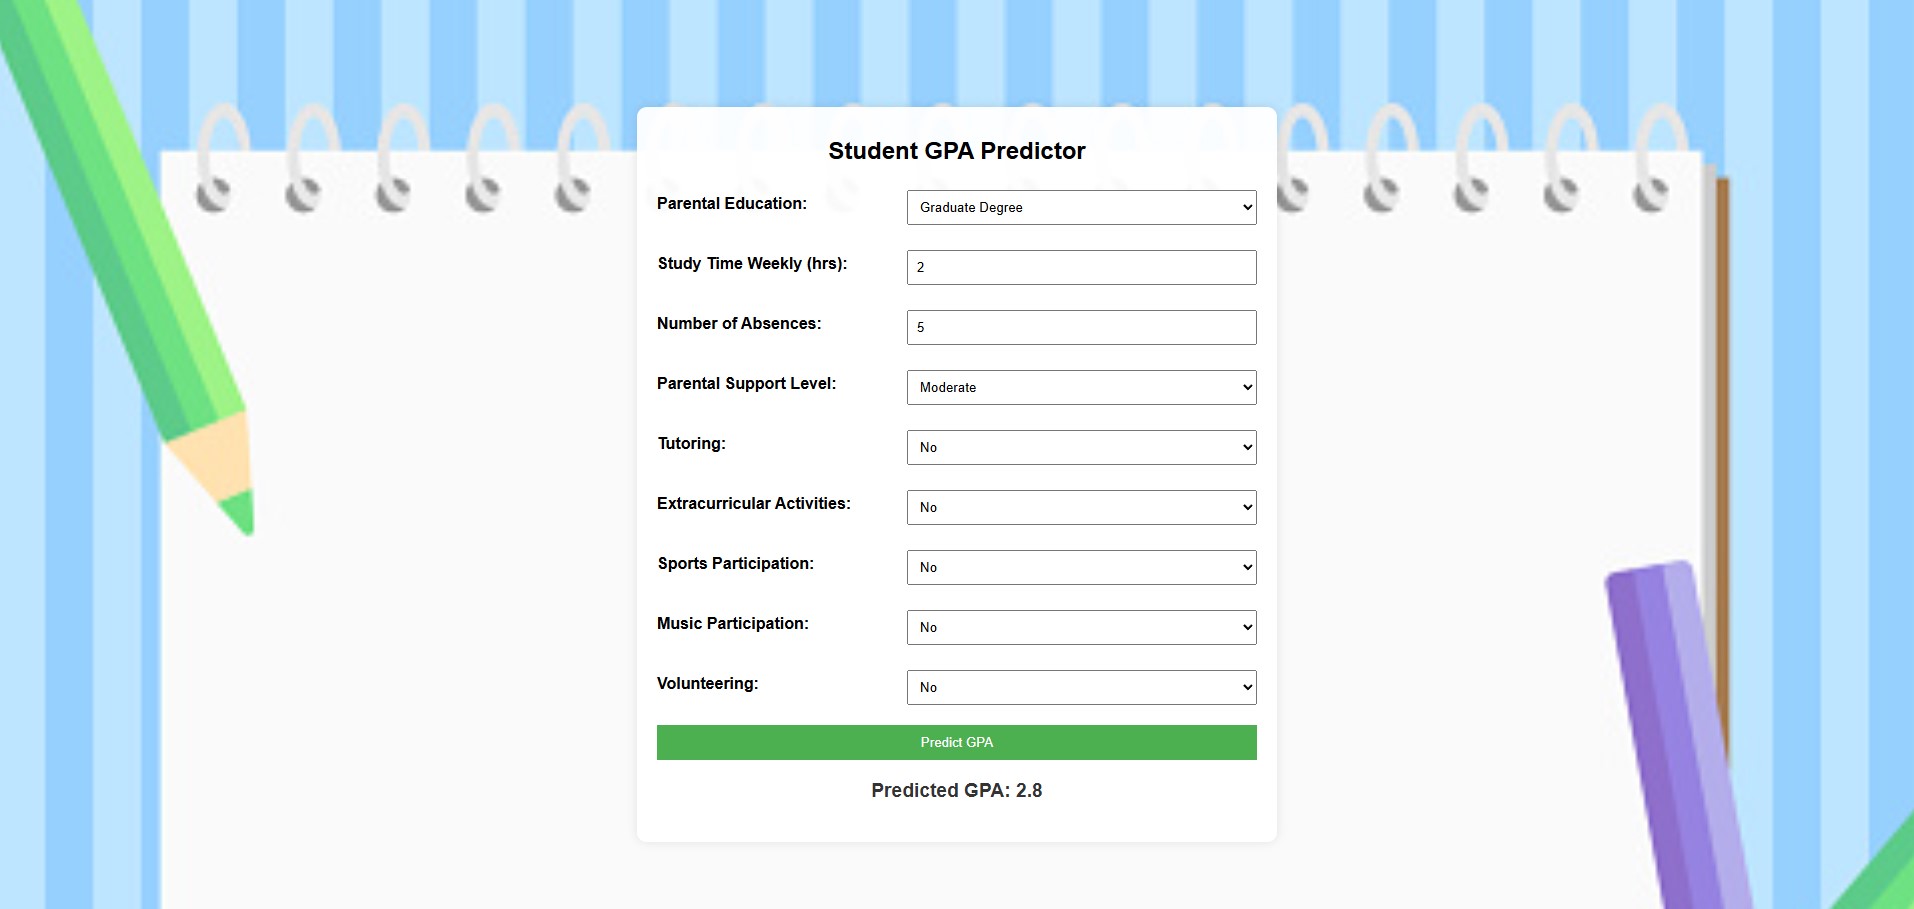 Student GPA Predictor
Parental Education: Graduate Degree
Study Time Weekly (hrs): 2
Number of Absences: 5
Parental Support Level: Moderate
Tutoring: No
Extracurricular Activities: No
Sports Participation: No
Music Participation: No
Volunteering: No
Predict GPA
Predicted GPA: 2.8